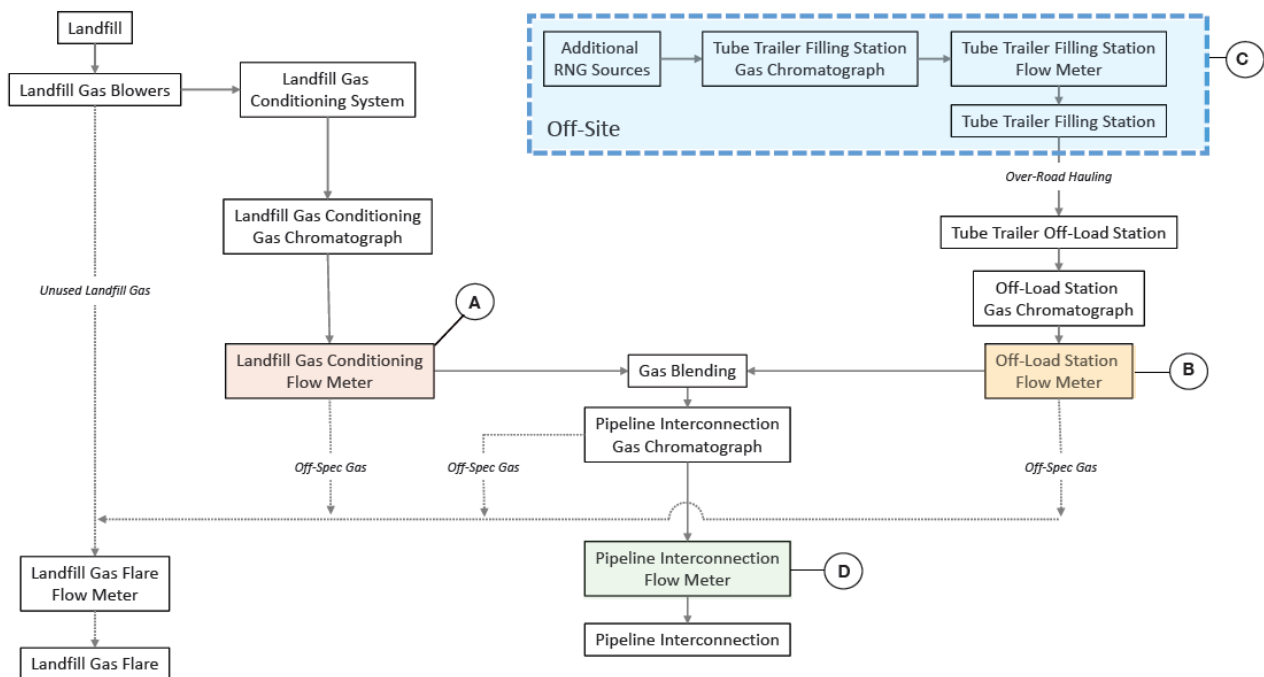 Landfill
Landfill Gas Blowers
Landfill Gas
Conditioning System
Additional
RNG Sources
Tube Trailer Filling Station
Gas Chromatograph
Tube Trailer Filling Station
Flow Meter
C
Off-Site
Tube Trailer Filling Station
Over-Road Hauling
Landfill Gas Conditioning
Gas Chromatograph
Tube Trailer Off-Load Station
Unused Landfill Gas
A
Off-Load Station
Gas Chromatograph
Landfill Gas Conditioning
Flow Meter
Gas Blending
Off-Load Station
Flow Meter
B
Pipeline Interconnection
Gas Chromatograph
Off-Spec Gas
Off-Spec Gas
Off-Spec Gas
Landfill Gas Flare
Flow Meter
Pipeline Interconnection
Flow Meter
D
Pipeline Interconnection
Landfill Gas Flare